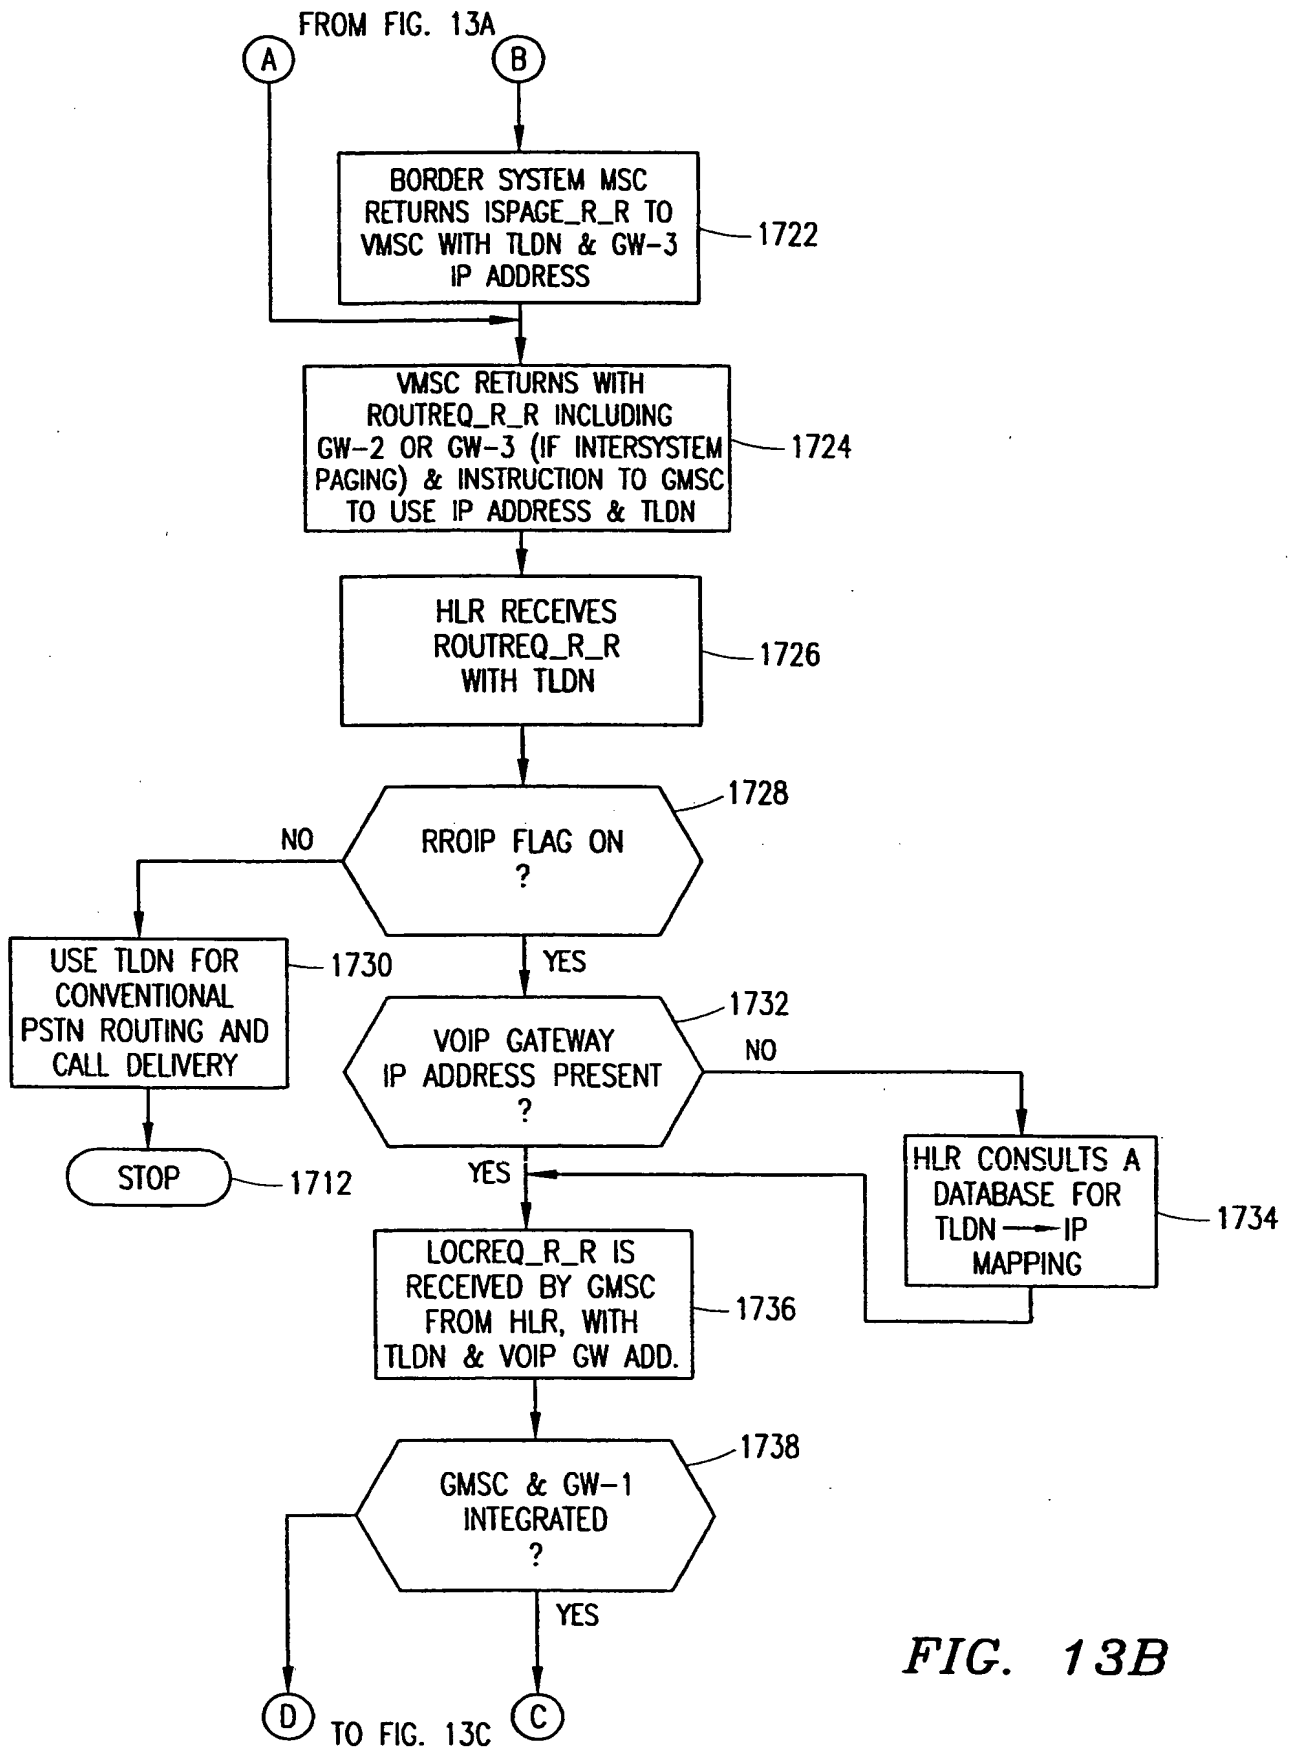 FROM FIG. 13A
A
B
BORDER SYSTEM MSC
RETURNS ISPAGE_R_R TO
VMSC WITH TLDN & GW-3
IP ADDRESS
1722
VMSC RETURNS WITH
ROUTREQ_R_R INCLUDING
GW-2 OR GW-3 (IF INTERSYSTEM
PAGING) & INSTRUCTION TO GMSC
TO USE IP ADDRESS & TLDN
1724
HLR RECEIVES
ROUTREQ_R_R
WITH TLDN
1726
1728
RROIP FLAG ON
?
NO
YES
USE TLDN FOR
CONVENTIONAL
PSTN ROUTING AND
CALL DELIVERY
1730
STOP
1712
1732
VOIP GATEWAY
IP ADDRESS PRESENT
?
NO
YES
HLR CONSULTS A
DATABASE FOR
TLDN → IP
MAPPING
1734
LOCREQ_R_R IS
RECEIVED BY GMSC
FROM HLR, WITH
TLDN & VOIP GW ADD.
1736
1738
GMSC & GW-1
INTEGRATED
?
YES
D
TO FIG. 13C
C
FIG. 13B